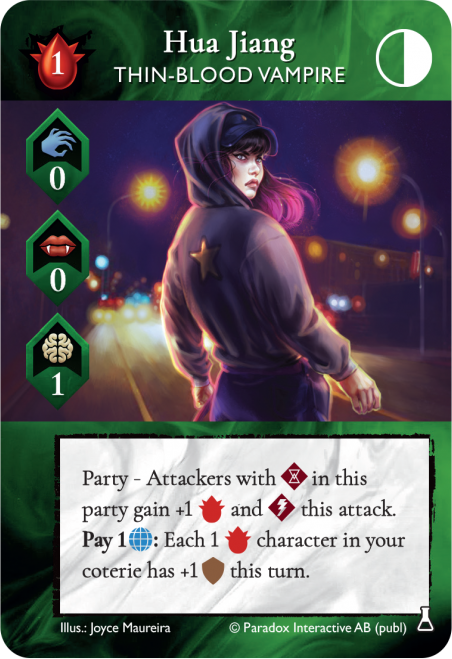 1
Hua Jiang
THIN-BLOOD VAMPIRE
0
0
1
Party - Attackers with in this
party gain +1 and this attack.
Pay 1 : Each 1 character in your
coterie has +1 this turn.
Illus.: Joyce Maureira
© Paradox Interactive AB (publ)